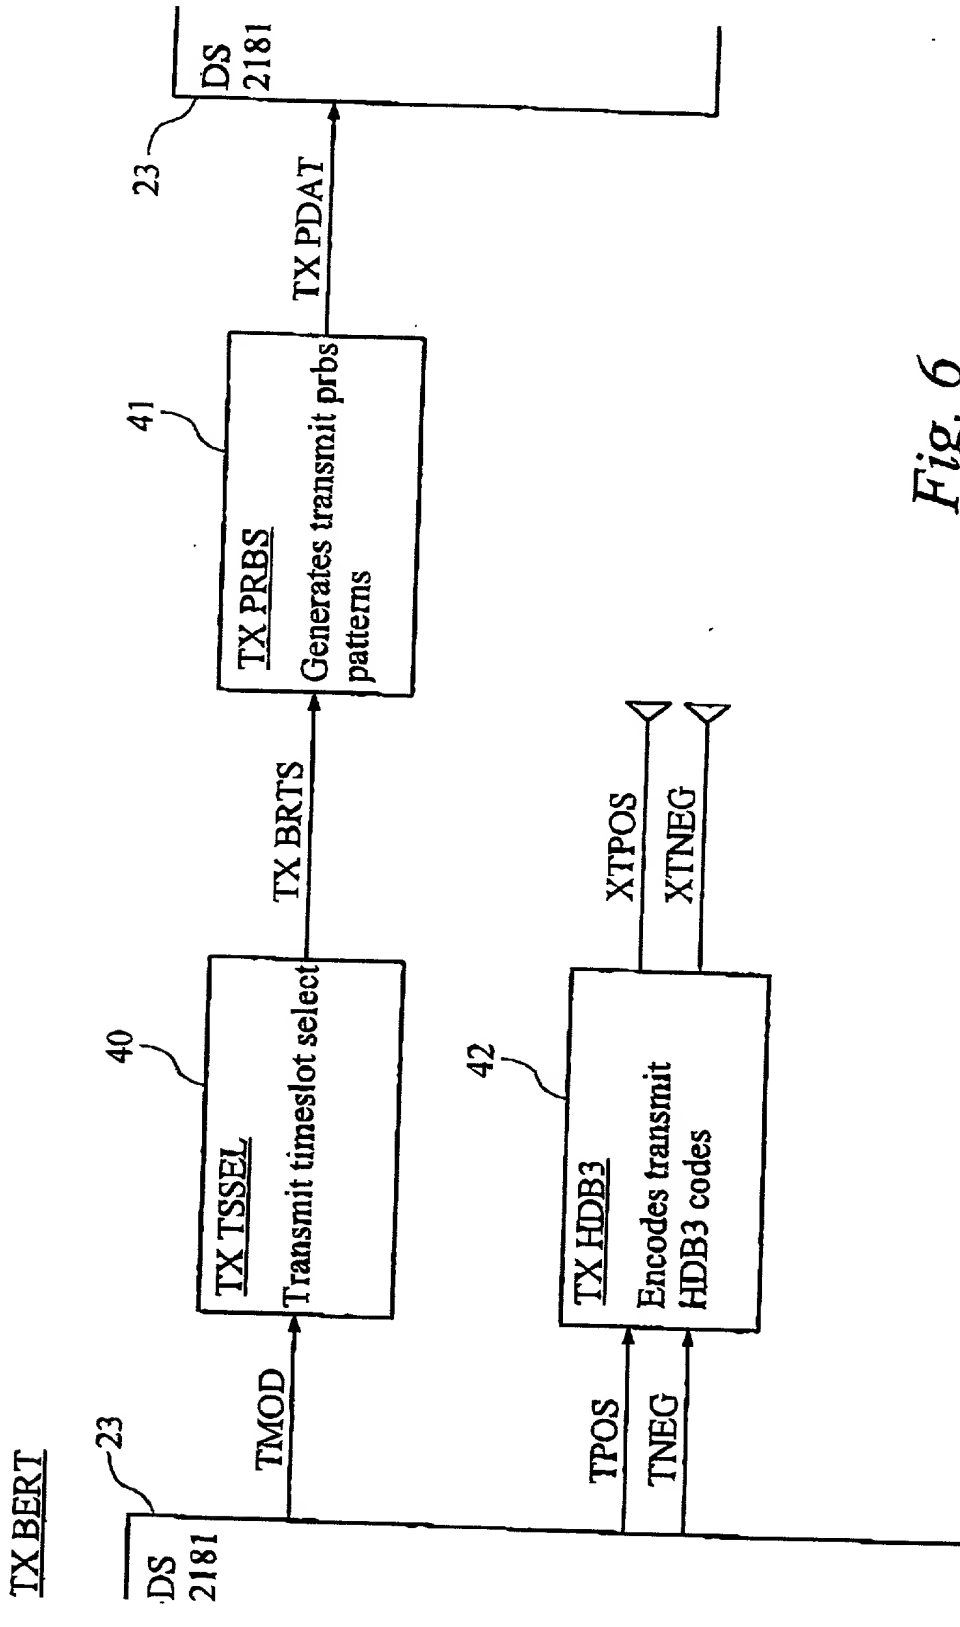 TX BERT
DS
2181
23
TMOD
TX TSSEL
Transmit timeslot select
40
TX BRTS
TX PRBS
Generates transmit prbs
patterns
41
TX PDAT
23
DS
2181
TPOS
TNEG
TX HDB3
Encodes transmit
HDB3 codes
42
XTPOS
XTNEG
Fig. 6